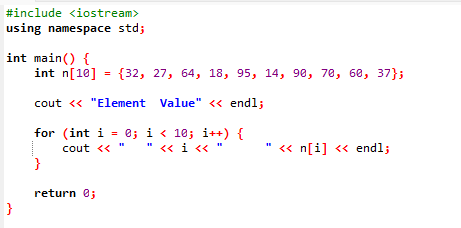 #include <iostream>
using namespace std;
int main() {
int n[10] = {32, 27, 64, 18, 95, 14, 90, 70, 60, 37};
cout << "Element  Value" << endl;
for (int i = 0; i < 10; i++) {
cout << "   " << i << "      " << n[i] << endl;
}
return 0;
}